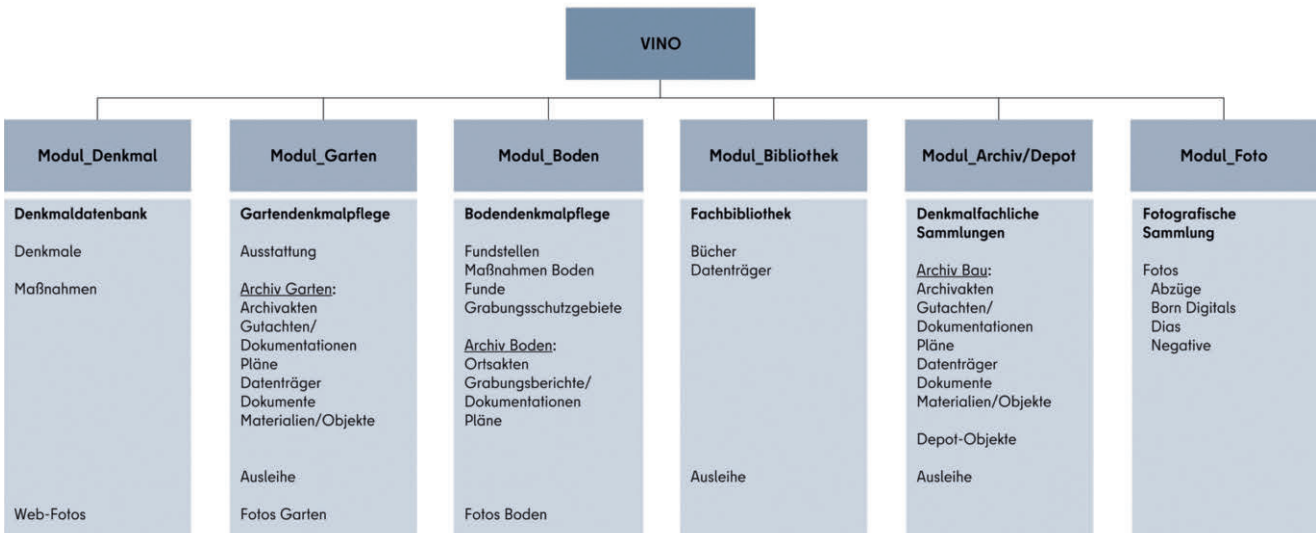 VINO
Modul_Denkmal
Denkmaldatenbank
Denkmale
Maßnahmen
Web-Fotos
Modul_Garten
Gartendenkmalpflege
Ausstattung
Archiv Garten:
Archivakten
Gutachten/
Dokumentationen
Pläne
Datenträger
Dokumente
Materialien/Objekte
Ausleihe
Fotos Garten
Modul_Boden
Bodendenkmalpflege
Fundstellen
Maßnahmen Boden
Funde
Grabungsschutzgebiete
Archiv Boden:
Ortsakten
Grabungsberichte/
Dokumentationen
Pläne
Fotos Boden
Modul_Bibliothek
Fachbibliothek
Bücher
Datenträger
Ausleihe
Modul_Archiv/Depot
Denkmalfachliche
Sammlungen
Archiv Bau:
Archivakten
Gutachten/
Dokumentationen
Pläne
Datenträger
Dokumente
Materialien/Objekte
Depot-Objekte
Ausleihe
Modul_Foto
Fotografische
Sammlung
Fotos
Abzüge
Born Digitals
Dias
Negative